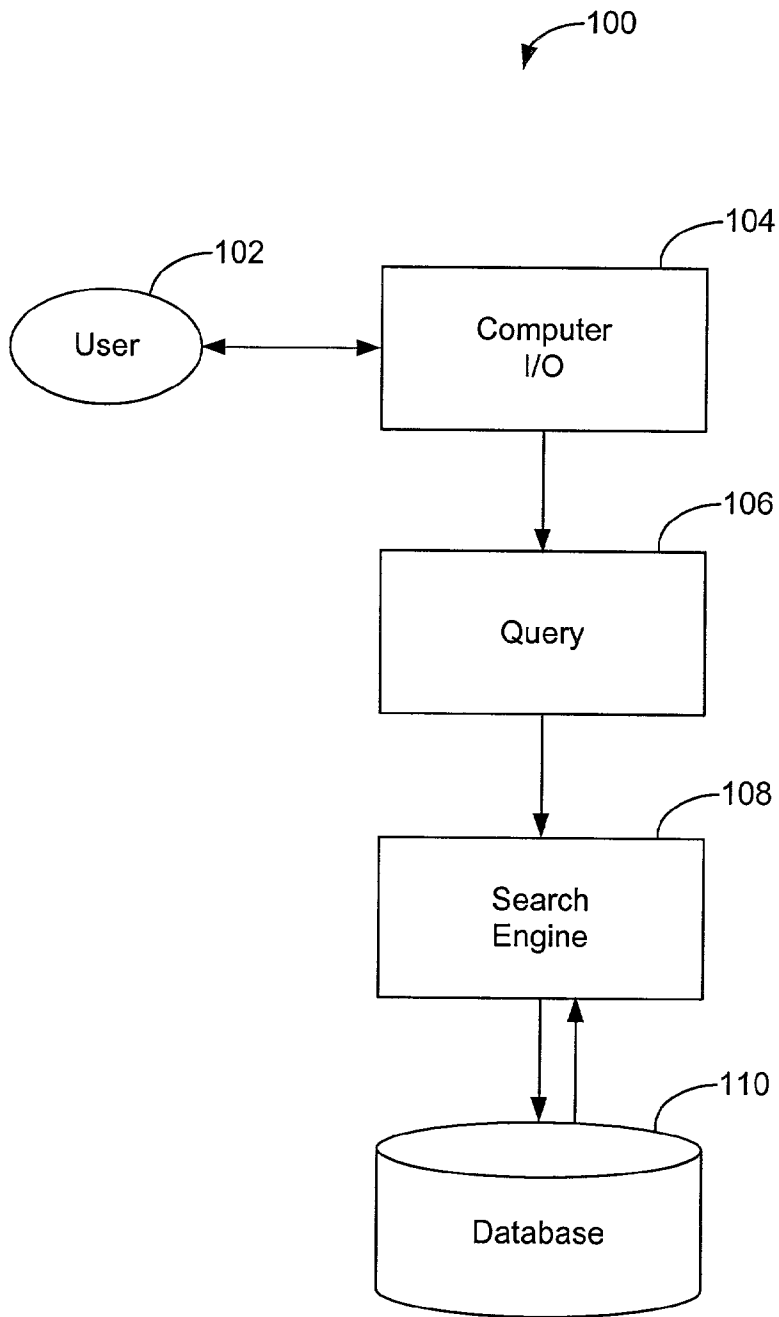 100
104
102
User
Computer
I/O
106
Query
108
Search
Engine
110
Database